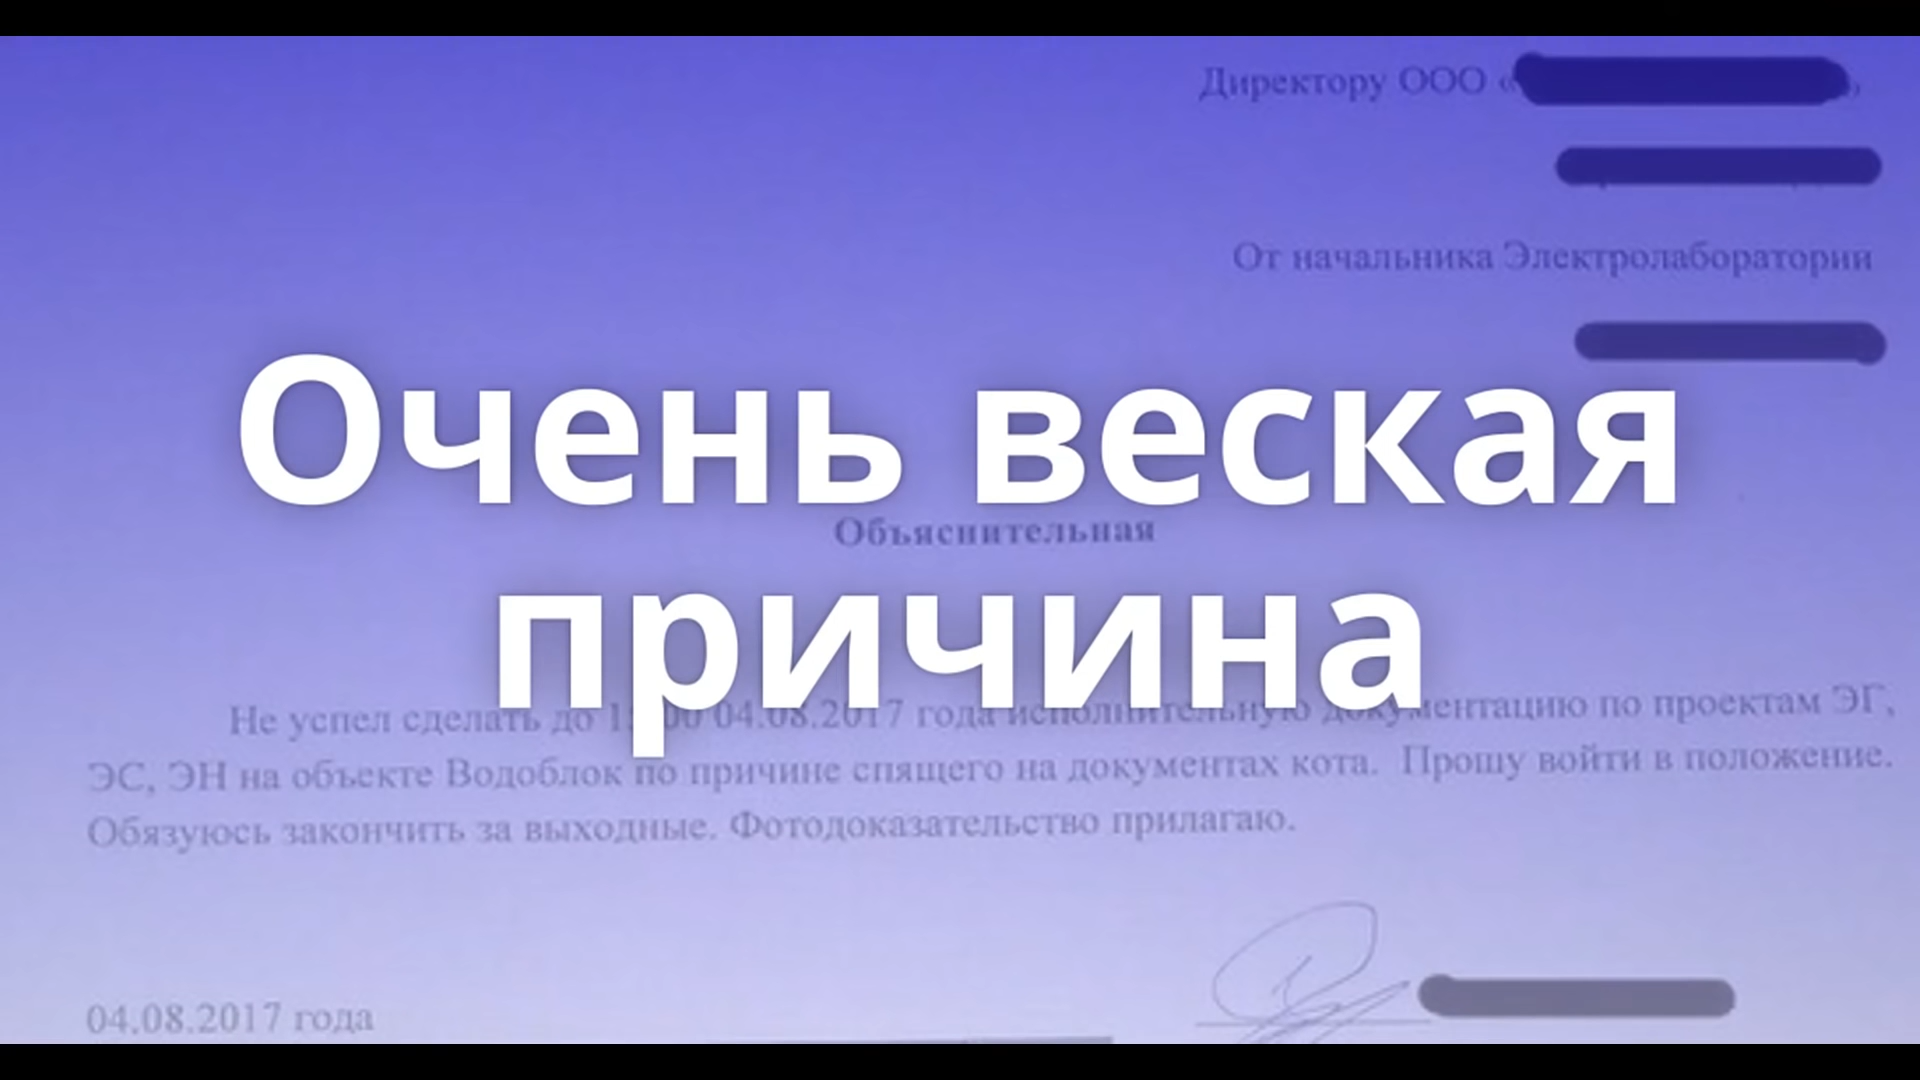 Директору ООО «
От начальника Электролаборатории
Очень веская
Объяснительная
причина
Не успел сделать до 04.08.2017 года исполнительную документацию по проектам ЭГ,
ЭС, ЭН на объекте Водоблок по причине спящего на документах кота. Прошу войти в положение.
Обязуюсь закончить за выходные. Фотодоказательство прилагаю.
04.08.2017 года